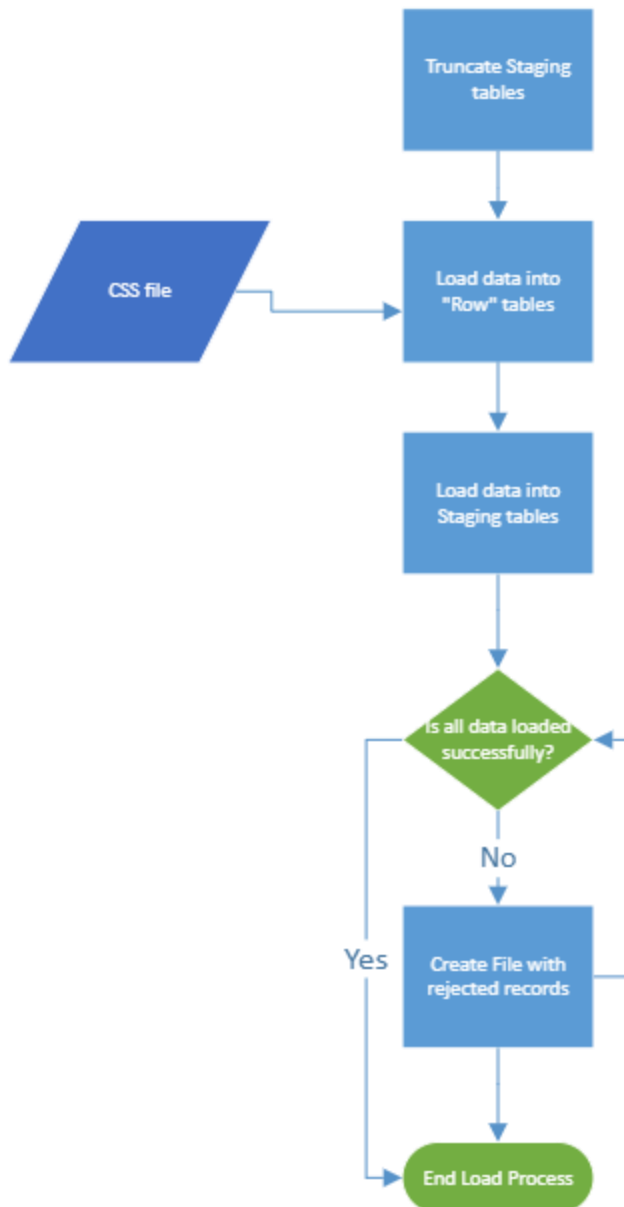 Truncate Staging
tables
CSS file
Load data into
"Row" tables
Load data into
Staging tables
Is all data loaded
successfully?
No
Yes
Create File with
rejected records
End Load Process